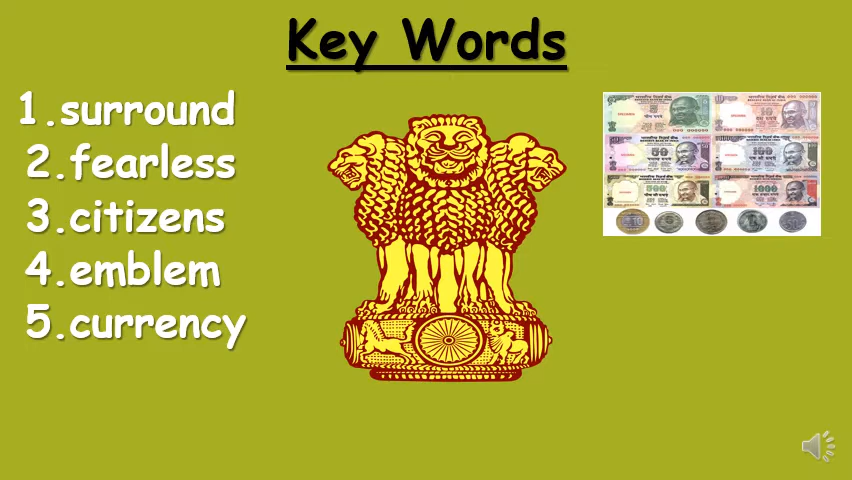 Key Words
1.surround
2.fearless
3.citizens
4.emblem
5.currency